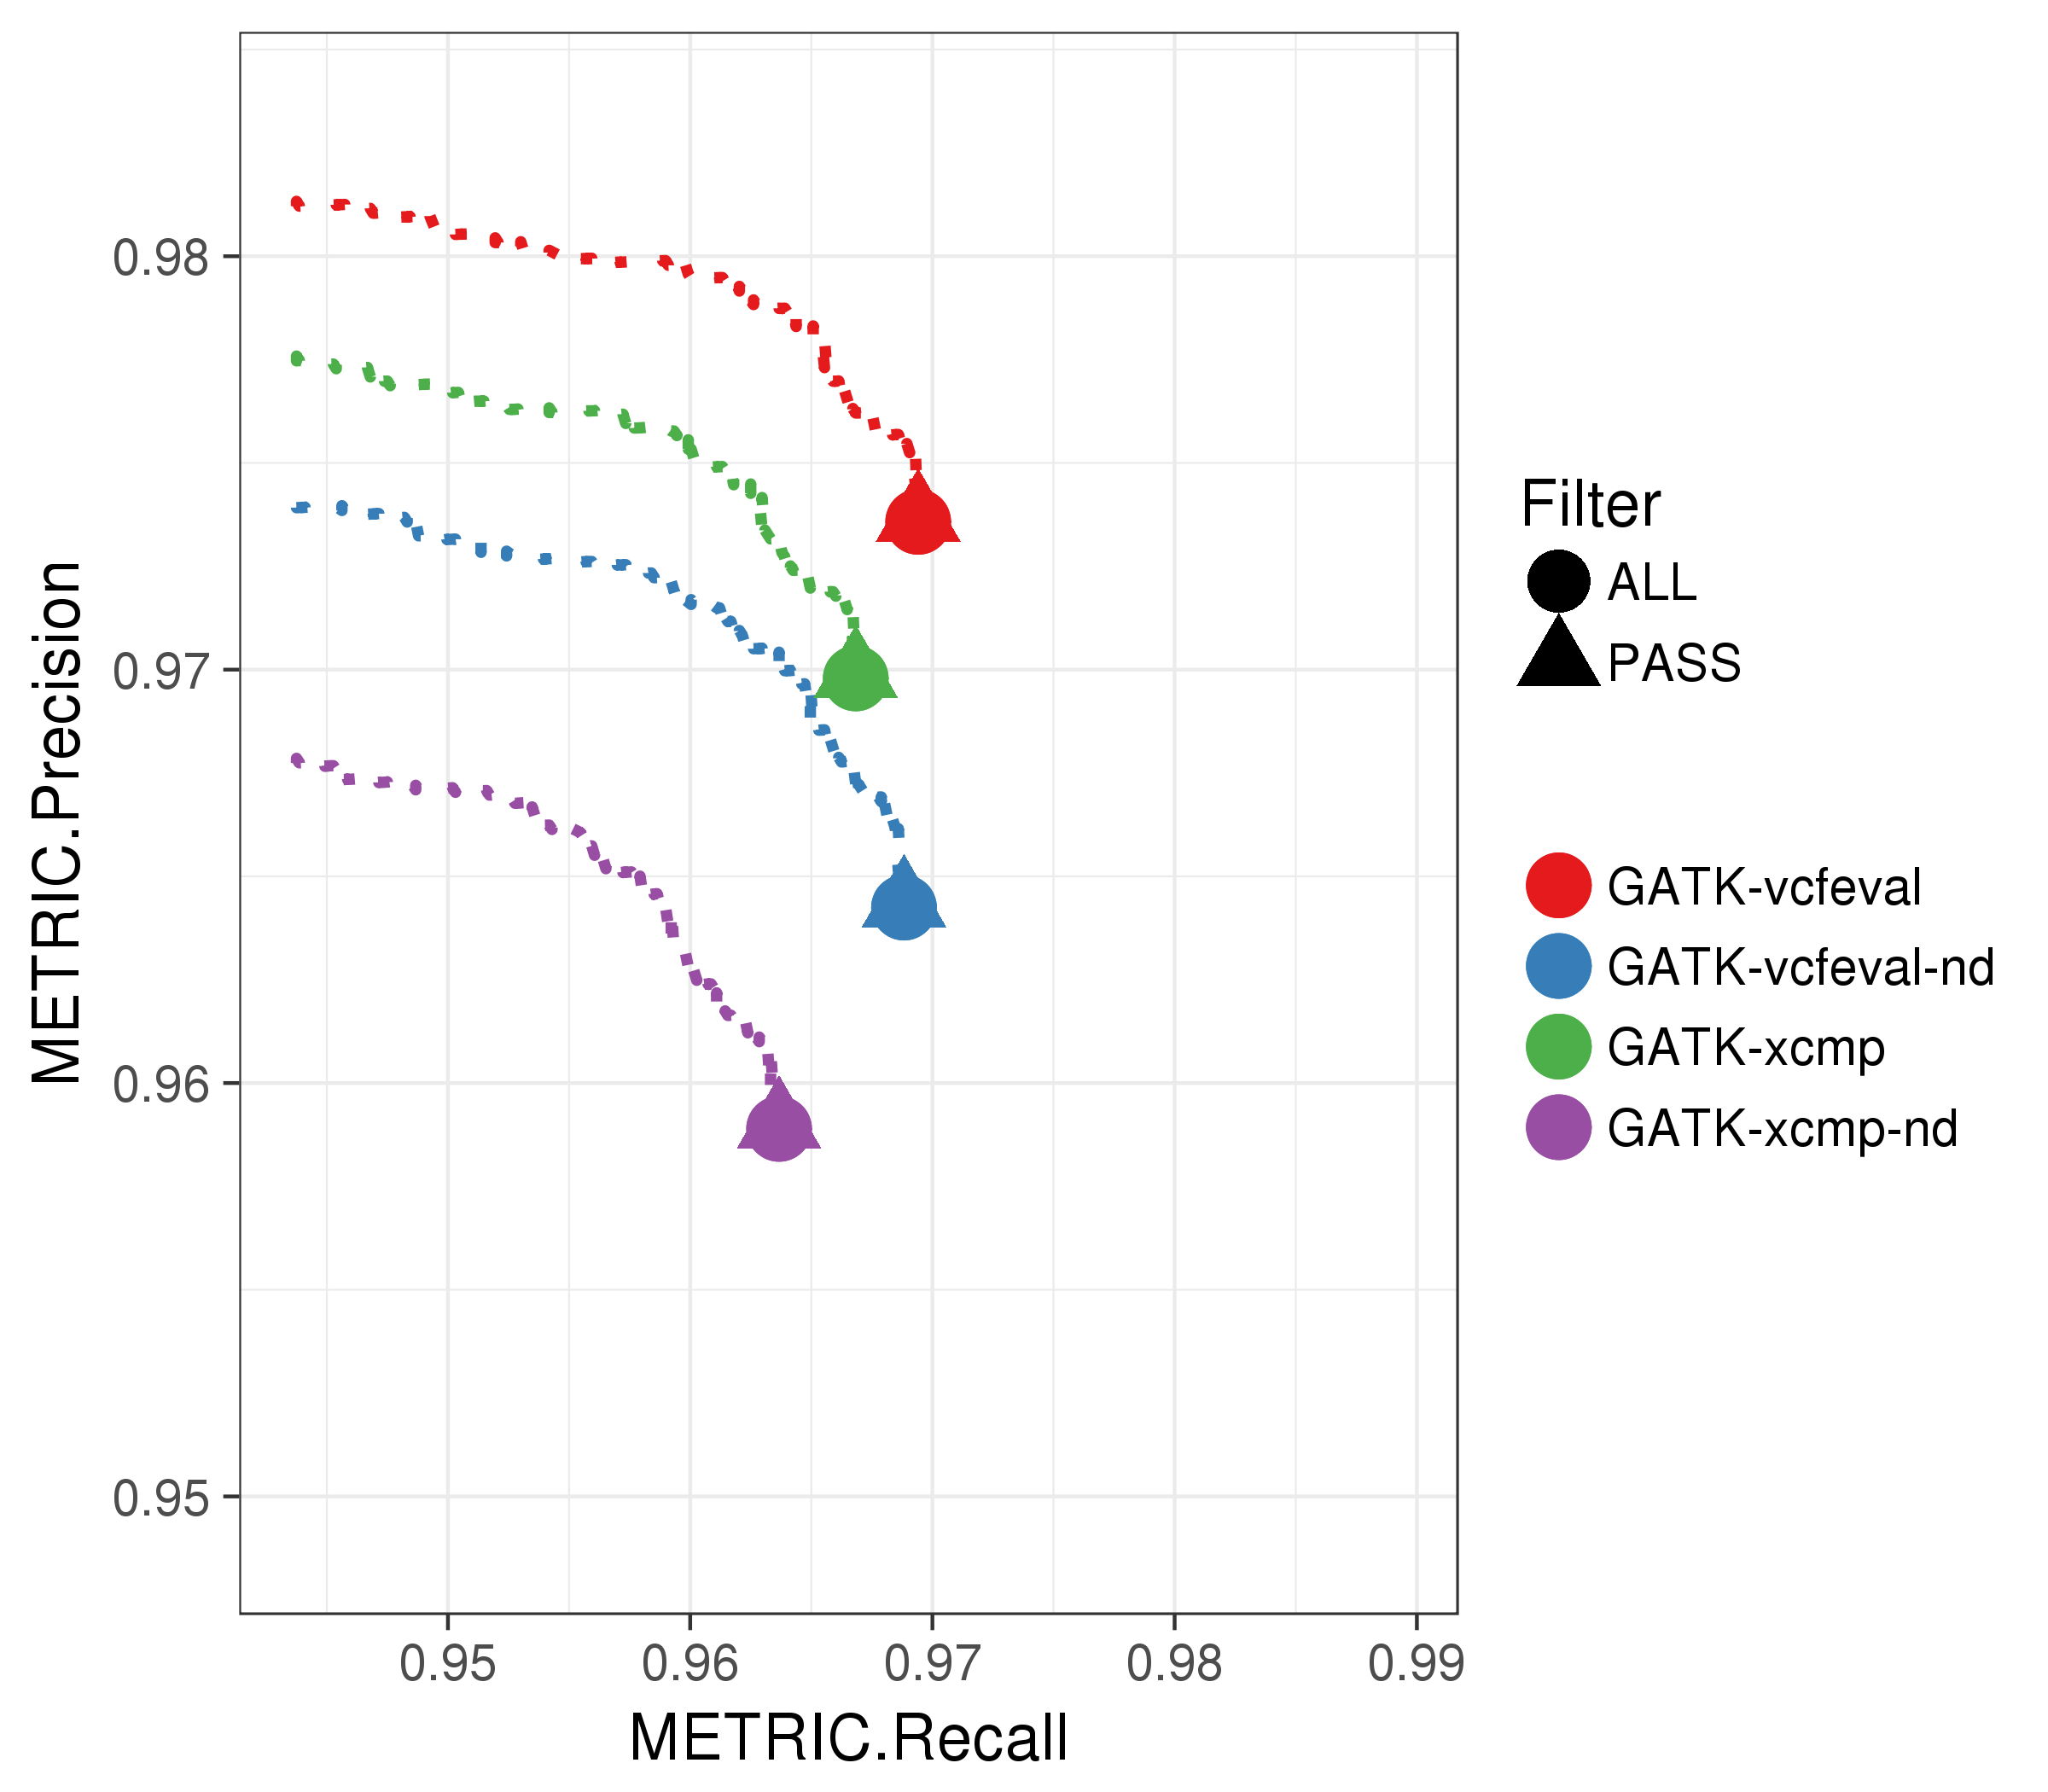 METRIC.Precision
0.98
0.97
0.96
0.95
0.95 0.96 0.97 0.98 0.99
METRIC.Recall
Filter
ALL
PASS
GATK-vcfeval
GATK-vcfeval-nd
GATK-xcmp
GATK-xcmp-nd